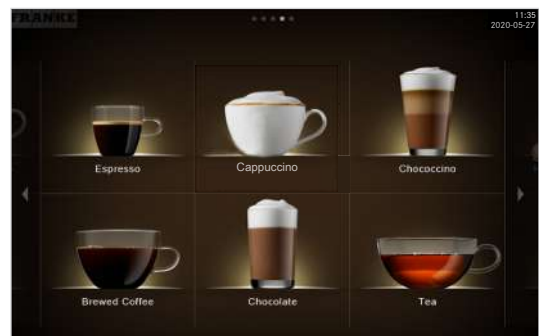 FRANKE
11:35
2020-05-27
Espresso
Cappuccino
Chococcino
Brewed Coffee
Chocolate
Tea